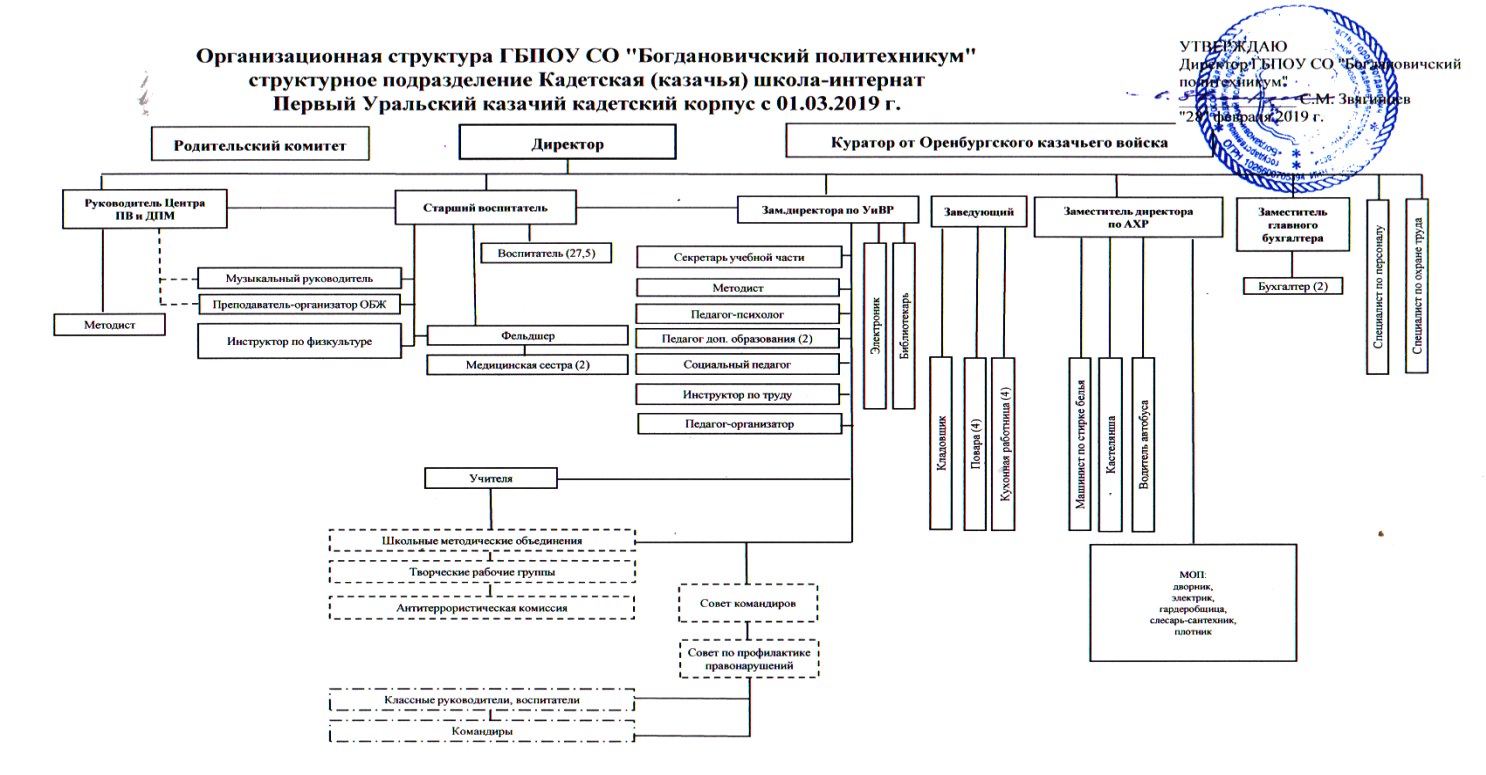 Организационная структура ГБПОУ СО "Богдановичский политехникум"
структурное подразделение Кадетская (казачья) школа-интернат
Первый Уральский казачий кадетский корпус с 01.03.2019 г.
УТВЕРЖДАЮ
Директор ГБПОУ СО "Богдановичский
политехникум"
С.М. Звягинцев
"28" февраля 2019 г.
Родительский комитет
Директор
Куратор от Оренбургского казачьего войска
Руководитель Центра
ПВ и ДПМ
Старший воспитатель
Зам.директора по УиВР
Заведующий
Заместитель директора
по АХР
Заместитель
главного
бухгалтера
Специалист по персоналу
Специалист по охране труда
Воспитатель (27,5)
Музыкальный руководитель
Преподаватель-организатор ОБЖ
Инструктор по физкультуре
Методист
Фельдшер
Медицинская сестра (2)
Секретарь учебной части
Методист
Педагог-психолог
Педагог доп. образования (2)
Социальный педагог
Инструктор по труду
Педагог-организатор
Электроник
Библиотекарь
Бухгалтер (2)
Кладовщик
Повара (4)
Кухонная работница (4)
Машинист по стирке белья
Кастелянша
Водитель автобуса
Учителя
Школьные методические объединения
Творческие рабочие группы
Антитеррористическая комиссия
Совет командиров
Совет по профилактике
правонарушений
Классные руководители, воспитатели
Командиры
МОП:
дворник,
электрик,
гардеробщица,
слесарь-сантехник,
плотник